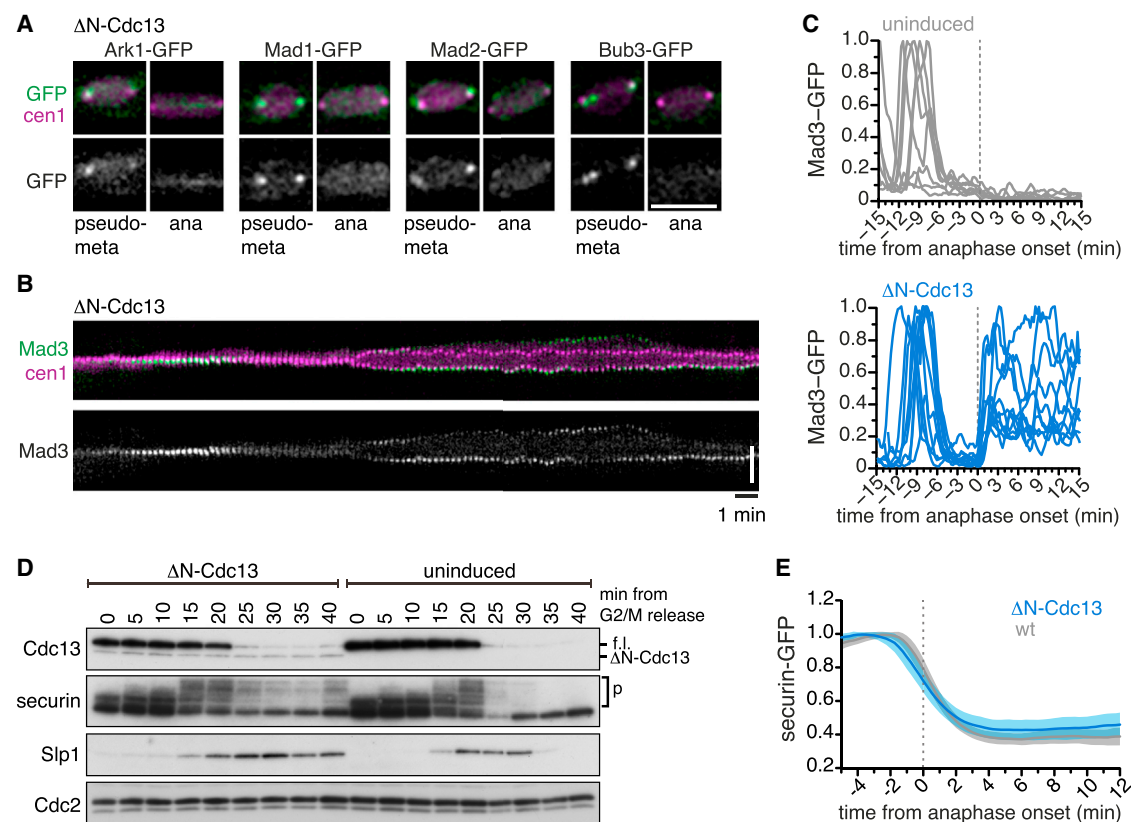 A
ΔN-Cdc13
Ark1-GFP Mad1-GFP Mad2-GFP Bub3-GFP
GFP
cen1
GFP
pseudo-
meta
ana
pseudo-
meta
ana
pseudo-
meta
ana
pseudo-
meta
ana
B
ΔN-Cdc13
Mad3
cen1
Mad3
1 min
C
uninduced
Mad3–GFP
1.0
0.8
0.6
0.4
0.2
0
–15 –12 –9 –6 –3 0 3 6 9 12 15
time from anaphase onset (min)
ΔN-Cdc13
Mad3–GFP
1.0
0.8
0.6
0.4
0.2
0
–15 –12 –9 –6 –3 0 3 6 9 12 15
time from anaphase onset (min)
D
ΔN-Cdc13 uninduced
0 5 10 15 20 25 30 35 40 0 5 10 15 20 25 30 35 40
min from
G2/M release
Cdc13
f.l.
ΔN-Cdc13
securin
p
Slp1
Cdc2
E
ΔN-Cdc13
wt
securin-GFP
1.2
1.0
0.8
0.6
0.4
0.2
-4 -2 0 2 4 6 8 10 12
time from anaphase onset (min)